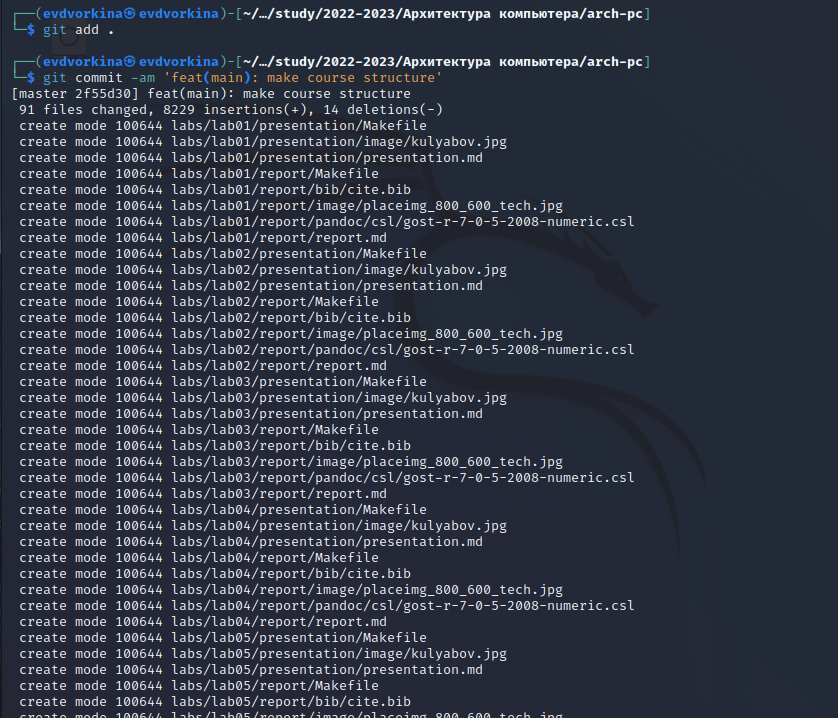 ┌──(evdvorkina㉿evdvorkina)-[~/…/study/2022-2023/Архитектура компьютера/arch-pc]
└─$ git add .
┌──(evdvorkina㉿evdvorkina)-[~/…/study/2022-2023/Архитектура компьютера/arch-pc]
└─$ git commit -am 'feat(main): make course structure'
[master 2f55d30] feat(main): make course structure
 91 files changed, 8229 insertions(+), 14 deletions(-)
 create mode 100644 labs/lab01/presentation/Makefile
 create mode 100644 labs/lab01/presentation/image/kulyabov.jpg
 create mode 100644 labs/lab01/presentation/presentation.md
 create mode 100644 labs/lab01/report/Makefile
 create mode 100644 labs/lab01/report/bib/cite.bib
 create mode 100644 labs/lab01/report/image/placeimg_800_600_tech.jpg
 create mode 100644 labs/lab01/report/pandoc/csl/gost-r-7-0-5-2008-numeric.csl
 create mode 100644 labs/lab01/report/report.md
 create mode 100644 labs/lab02/presentation/Makefile
 create mode 100644 labs/lab02/presentation/image/kulyabov.jpg
 create mode 100644 labs/lab02/presentation/presentation.md
 create mode 100644 labs/lab02/report/Makefile
 create mode 100644 labs/lab02/report/bib/cite.bib
 create mode 100644 labs/lab02/report/image/placeimg_800_600_tech.jpg
 create mode 100644 labs/lab02/report/pandoc/csl/gost-r-7-0-5-2008-numeric.csl
 create mode 100644 labs/lab02/report/report.md
 create mode 100644 labs/lab03/presentation/Makefile
 create mode 100644 labs/lab03/presentation/image/kulyabov.jpg
 create mode 100644 labs/lab03/presentation/presentation.md
 create mode 100644 labs/lab03/report/Makefile
 create mode 100644 labs/lab03/report/bib/cite.bib
 create mode 100644 labs/lab03/report/image/placeimg_800_600_tech.jpg
 create mode 100644 labs/lab03/report/pandoc/csl/gost-r-7-0-5-2008-numeric.csl
 create mode 100644 labs/lab03/report/report.md
 create mode 100644 labs/lab04/presentation/Makefile
 create mode 100644 labs/lab04/presentation/image/kulyabov.jpg
 create mode 100644 labs/lab04/presentation/presentation.md
 create mode 100644 labs/lab04/report/Makefile
 create mode 100644 labs/lab04/report/bib/cite.bib
 create mode 100644 labs/lab04/report/image/placeimg_800_600_tech.jpg
 create mode 100644 labs/lab04/report/pandoc/csl/gost-r-7-0-5-2008-numeric.csl
 create mode 100644 labs/lab04/report/report.md
 create mode 100644 labs/lab05/presentation/Makefile
 create mode 100644 labs/lab05/presentation/image/kulyabov.jpg
 create mode 100644 labs/lab05/presentation/presentation.md
 create mode 100644 labs/lab05/report/Makefile
 create mode 100644 labs/lab05/report/bib/cite.bib
 create mode 100644 labs/lab05/report/image/placeimg_800_600_tech.jpg